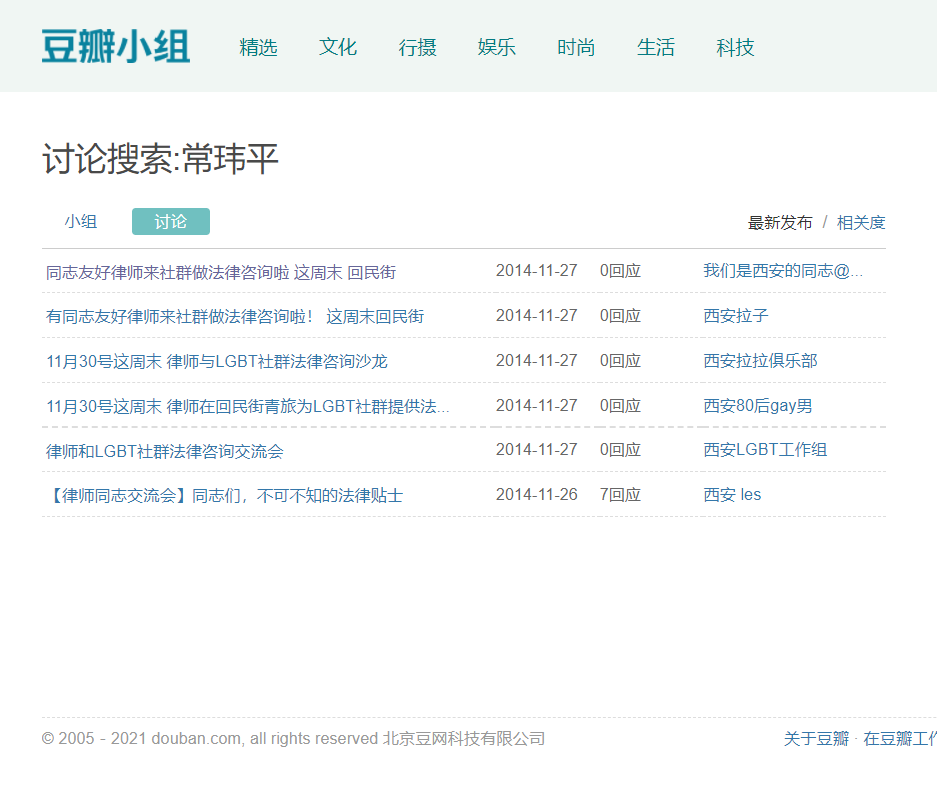 豆瓣小组 精选 文化 行摄 娱乐 时尚 生活 科技
讨论搜索:常玮平
小组 讨论 最新发布 / 相关度
同志友好律师来社群做法律咨询啦 这周末 回民街 2014-11-27 0回应 我们是西安的同志@...
有同志友好律师来社群做法律咨询啦！ 这周末回民街 2014-11-27 0回应 西安拉子
11月30号这周末 律师与LGBT社群法律咨询沙龙 2014-11-27 0回应 西安拉拉俱乐部
11月30号这周末 律师在回民街青旅为LGBT社群提供法... 2014-11-27 0回应 西安80后gay男
律师和LGBT社群法律咨询交流会 2014-11-27 0回应 西安LGBT工作组
【律师同志交流会】同志们，不可不知的法律贴士 2014-11-26 7回应 西安 les
© 2005－2021 douban.com, all rights reserved 北京豆网科技有限公司 关于豆瓣 · 在豆瓣工作